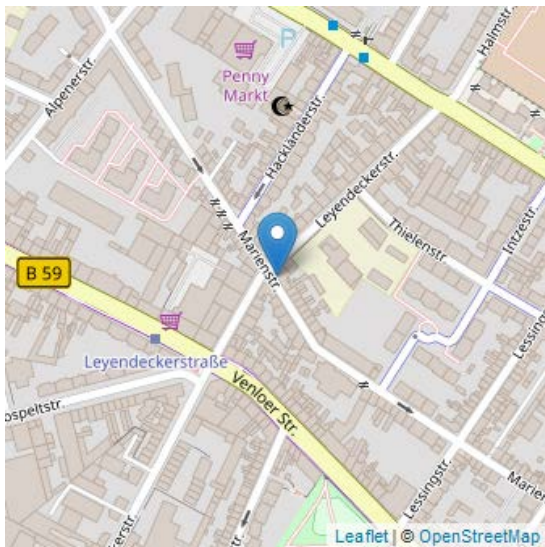 P
Penny
Markt
Alpenerstr.
Halmstr.
Hackländerstr.
Leyendeckerstr.
Thielenstr.
Intzestr.
Marienstr.
B 59
Leyendeckerstraße
Venloer Str.
ospeltstr.
Lessing
Lessingstr.
Marien
erstr.
Leaflet | © OpenStreetMap